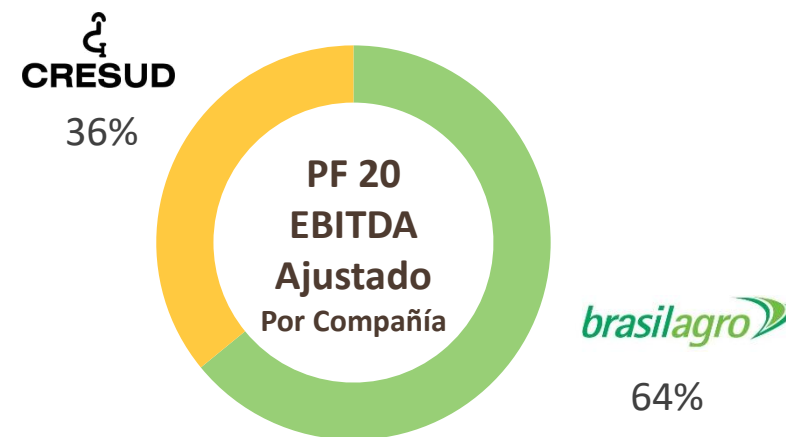 CRESUD
36%
PF 20
EBITDA
Ajustado
Por Compañía
brasilagro
64%